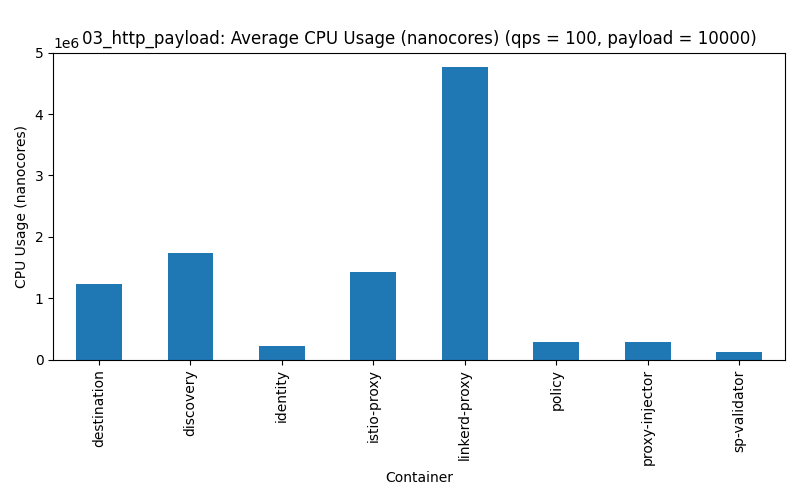 03_http_payload: Average CPU Usage (nanocores) (qps = 100, payload = 10000)
1e6
5
4
3
2
1
0
CPU Usage (nanocores)
destination
discovery
identity
istio-proxy
linkerd-proxy
policy
proxy-injector
sp-validator
Container